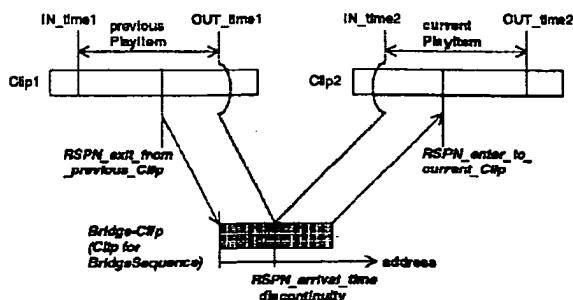 IN_time1
previous
PlayItem
OUT_time1
IN_time2
current
PlayItem
OUT_time2
Clip1
Clip2
RSPN_exit_from
_previous_Clip
RSPN_enter_to_
current_Clip
Bridge-Clip
(Clip for
BridgeSequence)
address
RSPN_arrival_time
discontinuity